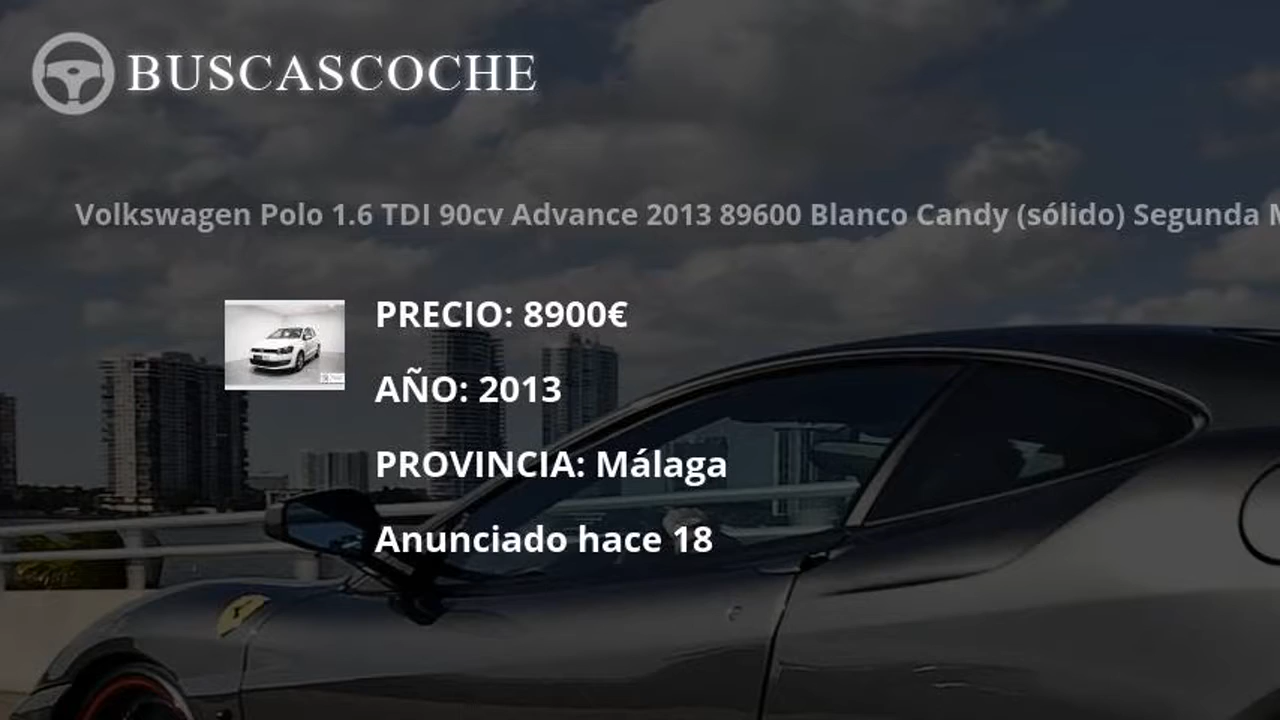 BUSCASCOCHE
Volkswagen Polo 1.6 TDI 90cv Advance 2013 89600 Blanco Candy (sólido) Segunda
PRECIO: 8900€
AÑO: 2013
PROVINCIA: Málaga
Anunciado hace 18